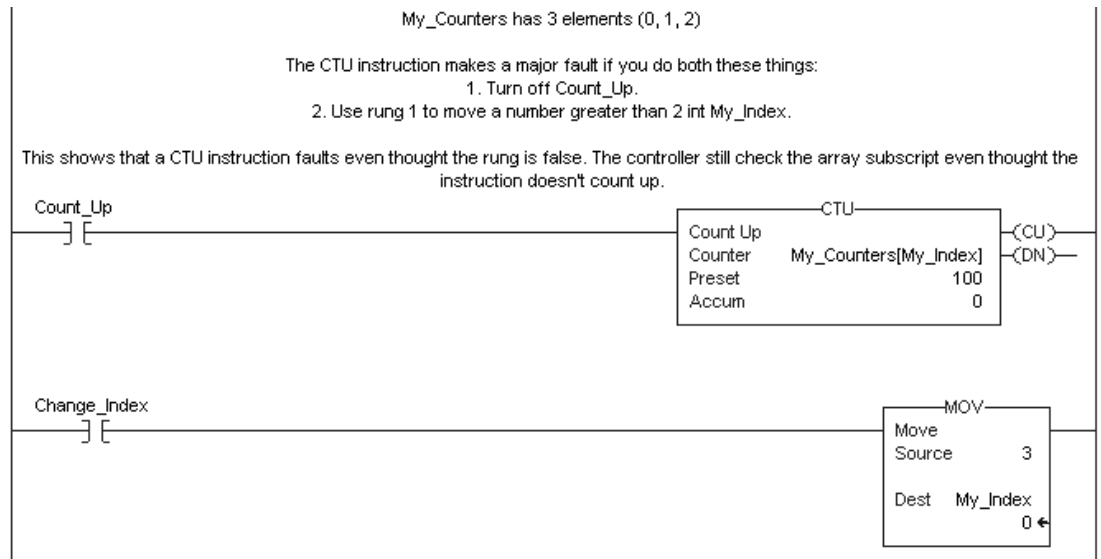 My_Counters has 3 elements (0, 1, 2)
The CTU instruction makes a major fault if you do both these things:
1. Turn off Count_Up.
2. Use rung 1 to move a number greater than 2 int My_Index.
This shows that a CTU instruction faults even thought the rung is false. The controller still check the array subscript even thought the
instruction doesn't count up.
Count_Up
CTU
Count Up
Counter My_Counters[My_Index]
Preset 100
Accum 0
(CU)
(DN)
Change_Index
MOV
Move
Source 3
Dest My_Index
0